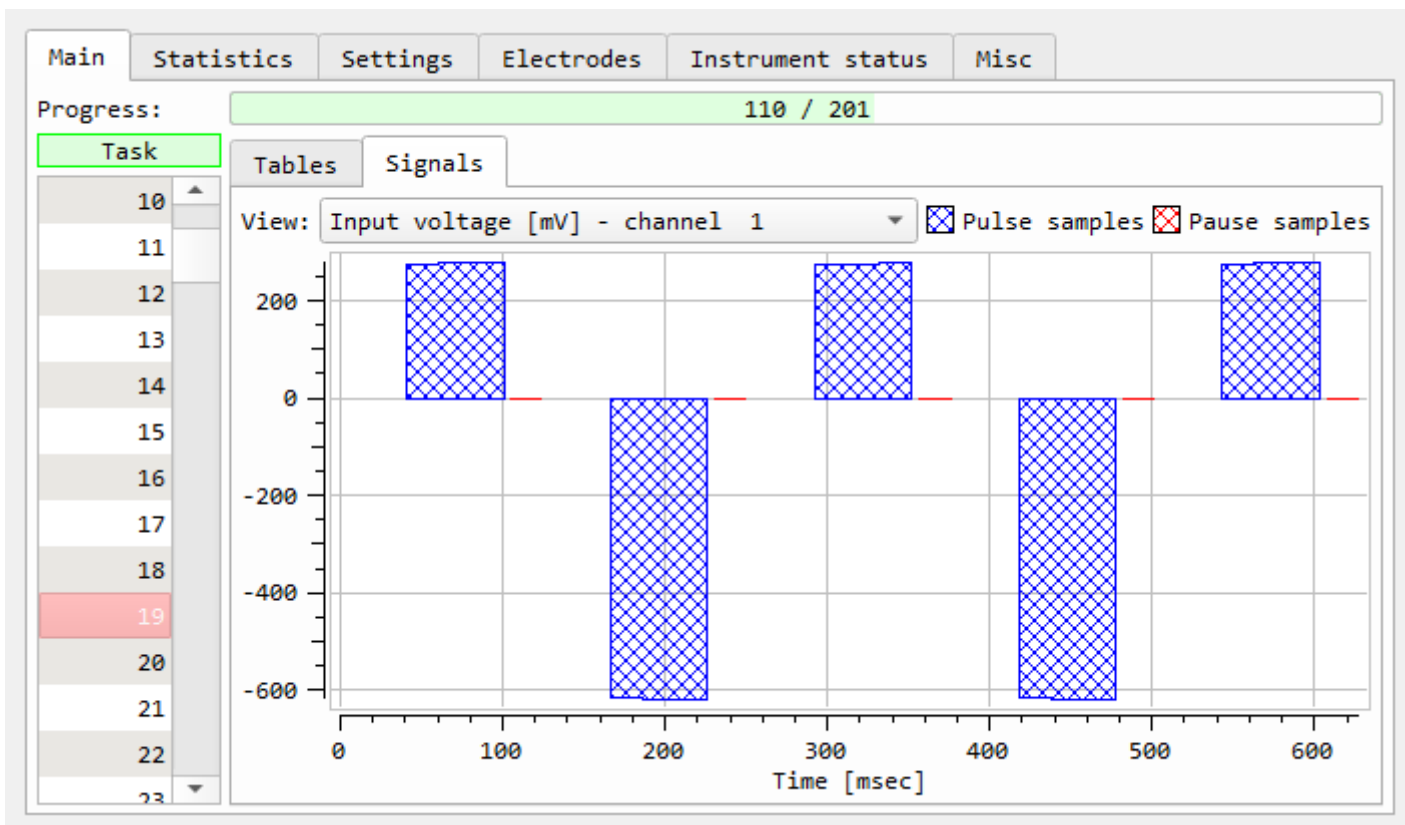 Main Statistics Settings Electrodes Instrument status Misc
Progress: 110 / 201
Task
Tables Signals
10
11
12
13
14
15
16
17
18
19
20
21
22
23
View: Input voltage [mV] - channel 1 Pulse samples Pause samples
200
0
-200
-400
-600
0 100 200 300 400 500 600
Time [msec]